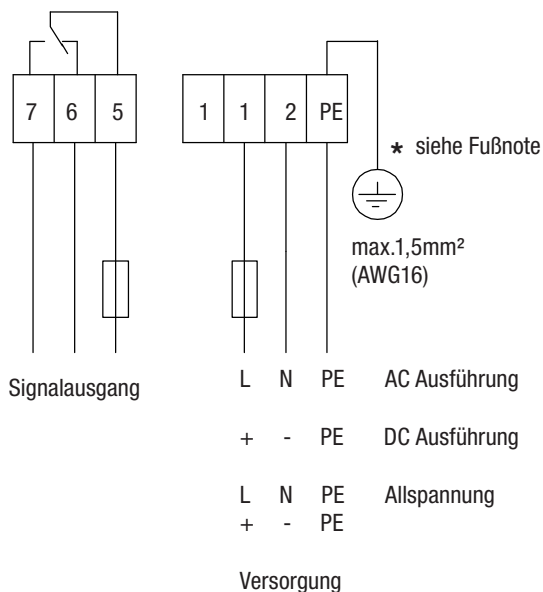 7 6 5 1 1 2 PE
* siehe Fußnote
max.1,5mm²
(AWG16)
Signalausgang
L N PE AC Ausführung
+ - PE DC Ausführung
L N PE Allspannung
+ - PE
Versorgung